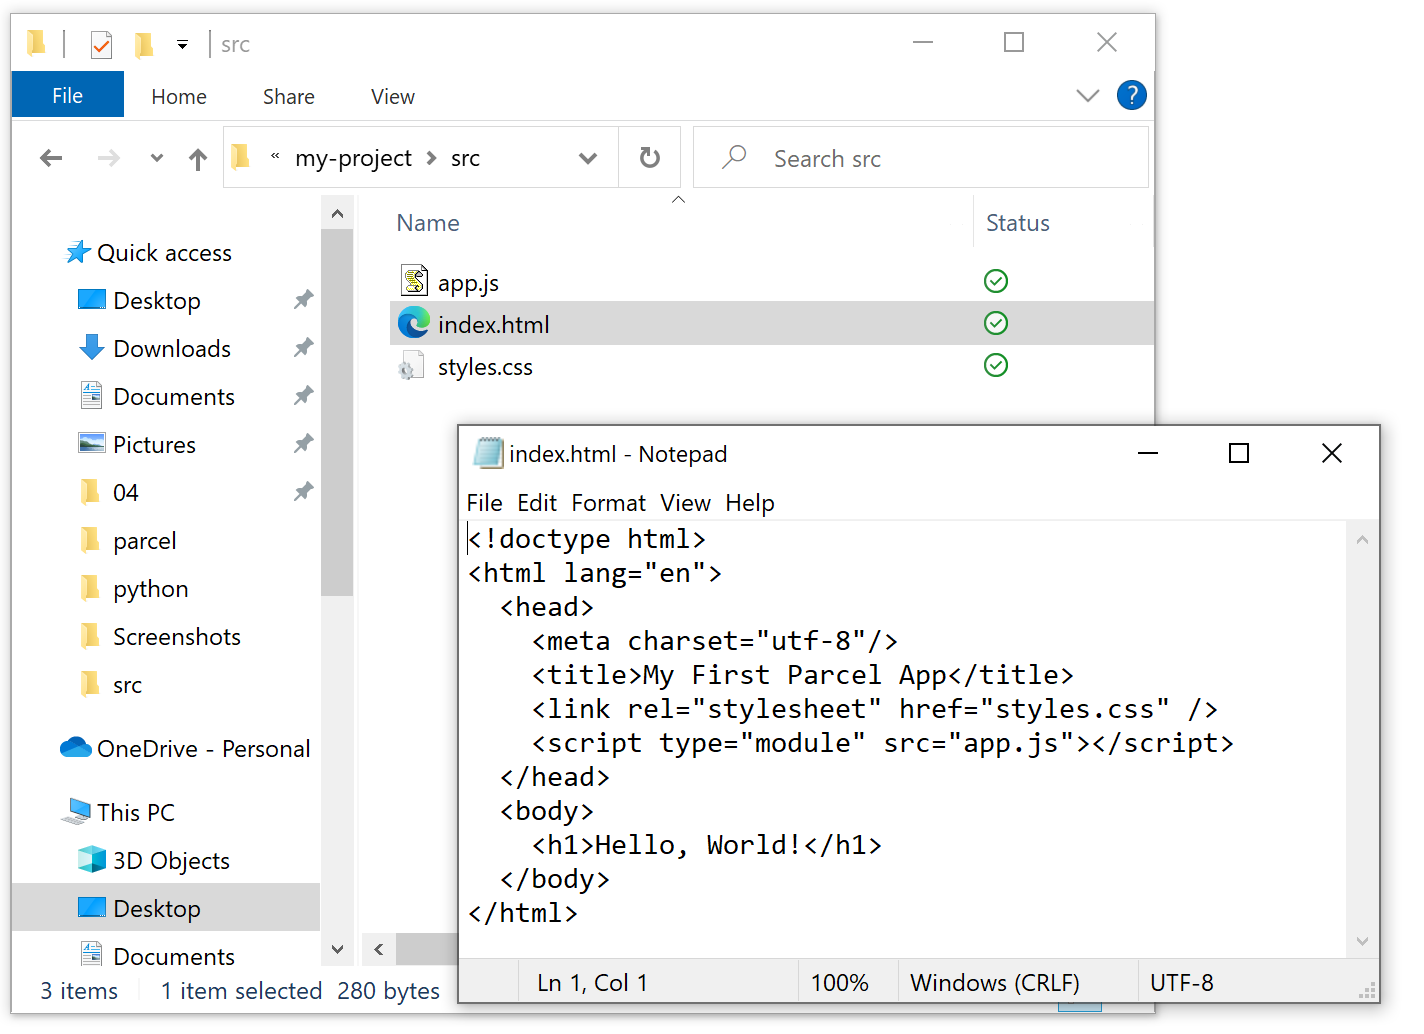 src
File Home Share View ?
« my-project > src
Search src
Name Status
Quick access
Desktop
Downloads
Documents
Pictures
04
parcel
python
Screenshots
src
OneDrive - Personal
This PC
3D Objects
Desktop
Documents
app.js
index.html
styles.css
3 items 1 item selected 280 bytes
index.html - Notepad
File Edit Format View Help
<!doctype html>
<html lang="en">
  <head>
    <meta charset="utf-8"/>
    <title>My First Parcel App</title>
    <link rel="stylesheet" href="styles.css" />
    <script type="module" src="app.js"></script>
  </head>
  <body>
    <h1>Hello, World!</h1>
  </body>
</html>
Ln 1, Col 1 100% Windows (CRLF) UTF-8